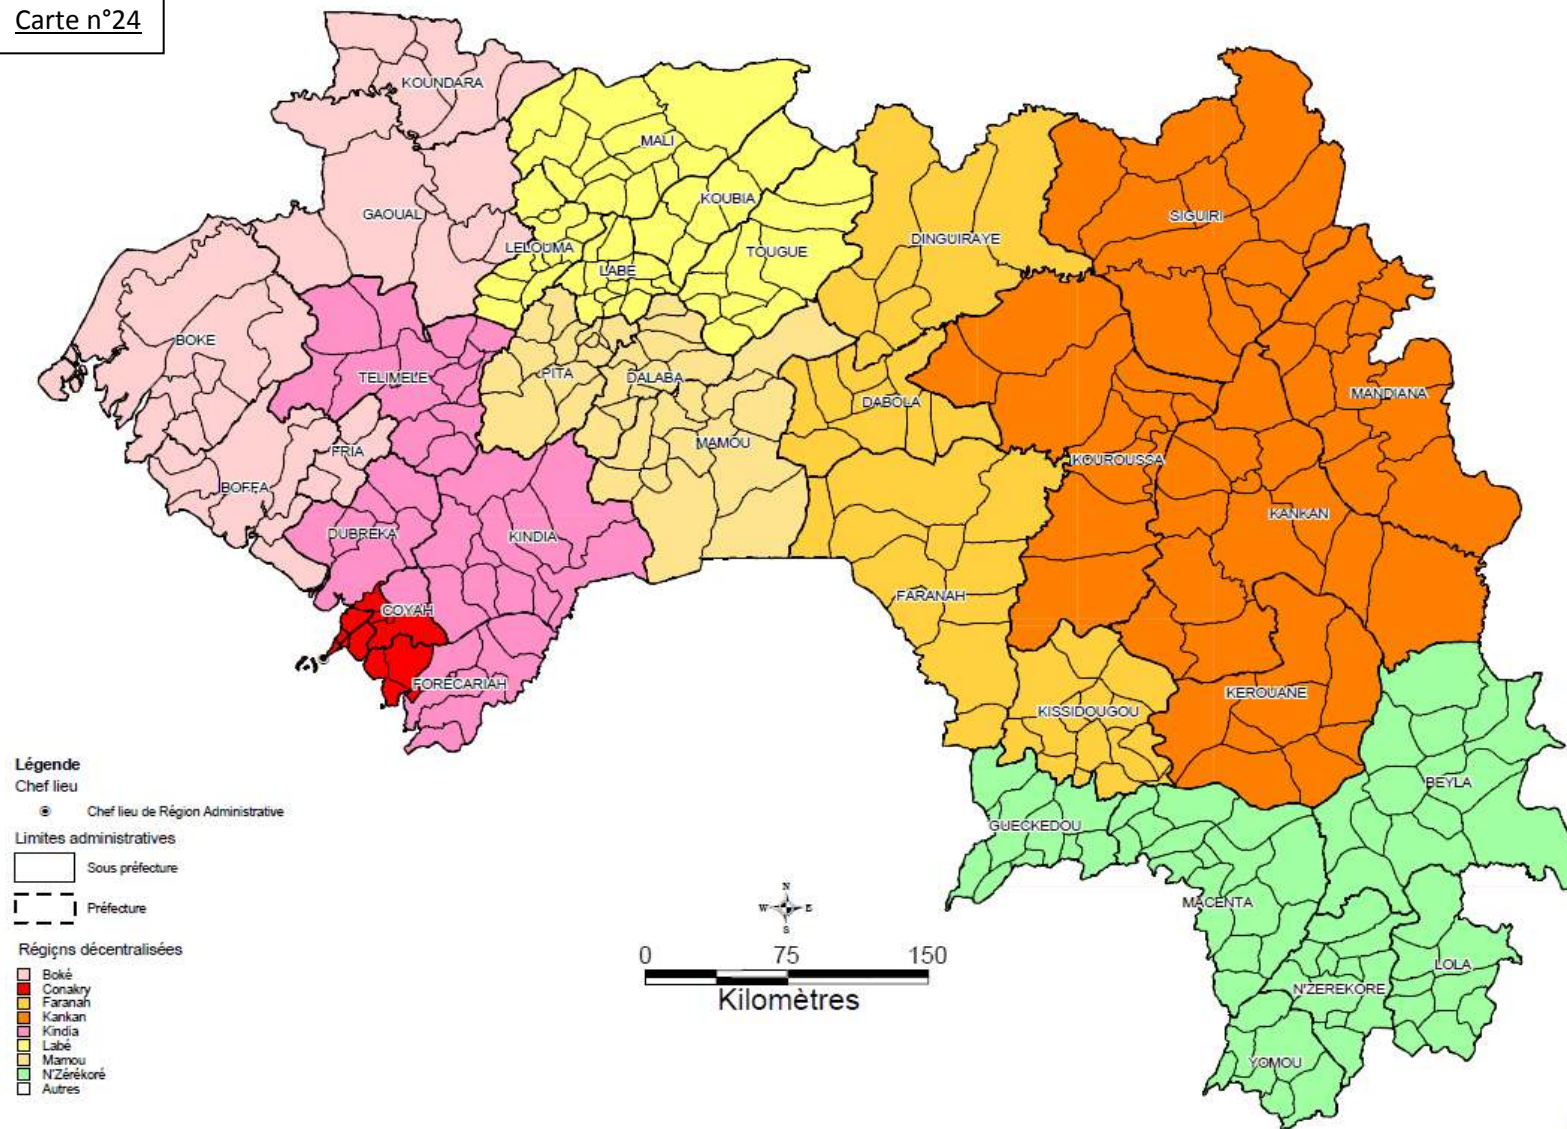 Carte n°24
KOUNDARA
MALI
GAOUAL
KOUBIA
SIGUIRI
LELOUMA
DINGUIRAYE
TOUGUE
LABE
BOKE
TELIMELE
PITA
DALABA
DABOLA
MANDIANA
MAMOU
FRIA
KOUROUSSA
BOFFA
KANKAN
DUBREKA
KINDIA
FARANAH
COYAH
FORECARIAH
KEROUANE
KISSIDOUGOU
BEYLA
GUECKEDOU
MACENTA
LOLA
N'ZEREKORE
YOMOU
Légende
Chef lieu
Chef lieu de Région Administrative
Limites administratives
Sous préfecture
Préfecture
Régiçns décentralisées
Boké
Conakry
Faranah
Kankan
Kindia
Labé
Mamou
N'Zérékoré
Autres
N
W E
S
0 75 150
Kilomètres